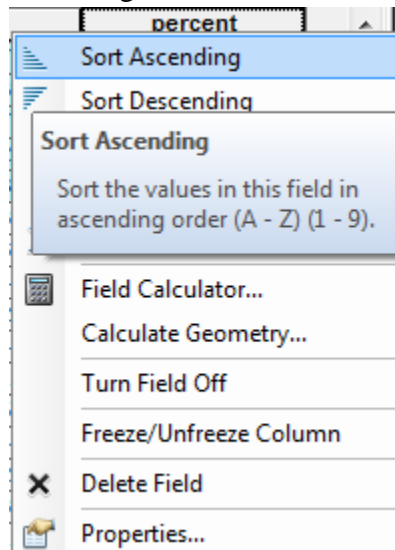 percent
Sort Ascending
Sort Descending
Sort Ascending
Sort the values in this field in
ascending order (A - Z) (1 - 9).
Field Calculator...
Calculate Geometry...
Turn Field Off
Freeze/Unfreeze Column
Delete Field
Properties...